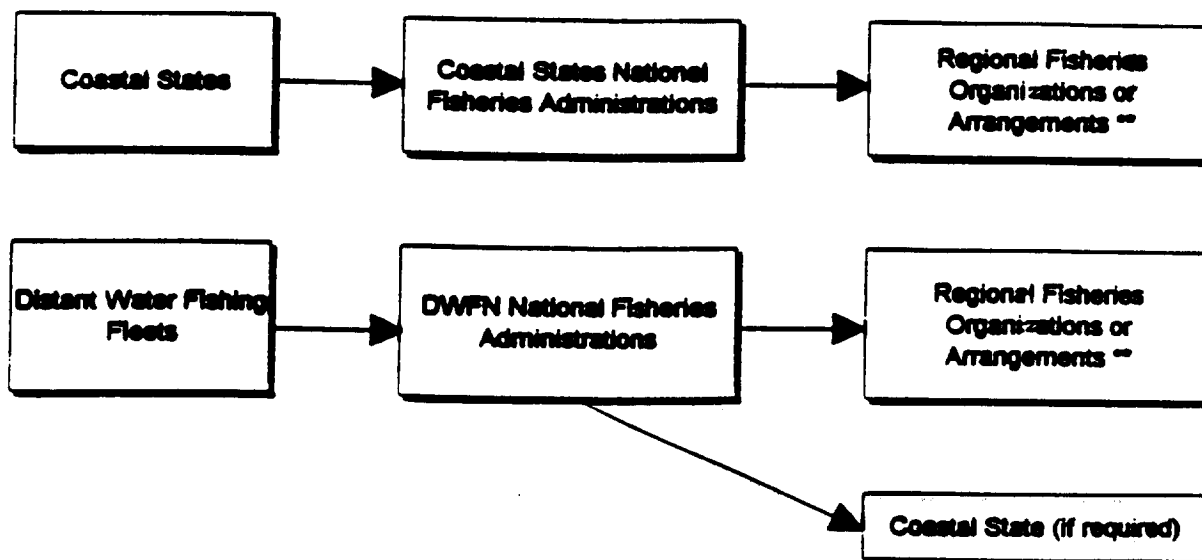 Coastal States
Coastal States National
Fisheries Administrations
Regional Fisheries
Organizations or
Arrangements **
Distant Water Fishing
Fleets
DWFN National Fisheries
Administrations
Regional Fisheries
Organizations or
Arrangements **
Coastal State (if required)